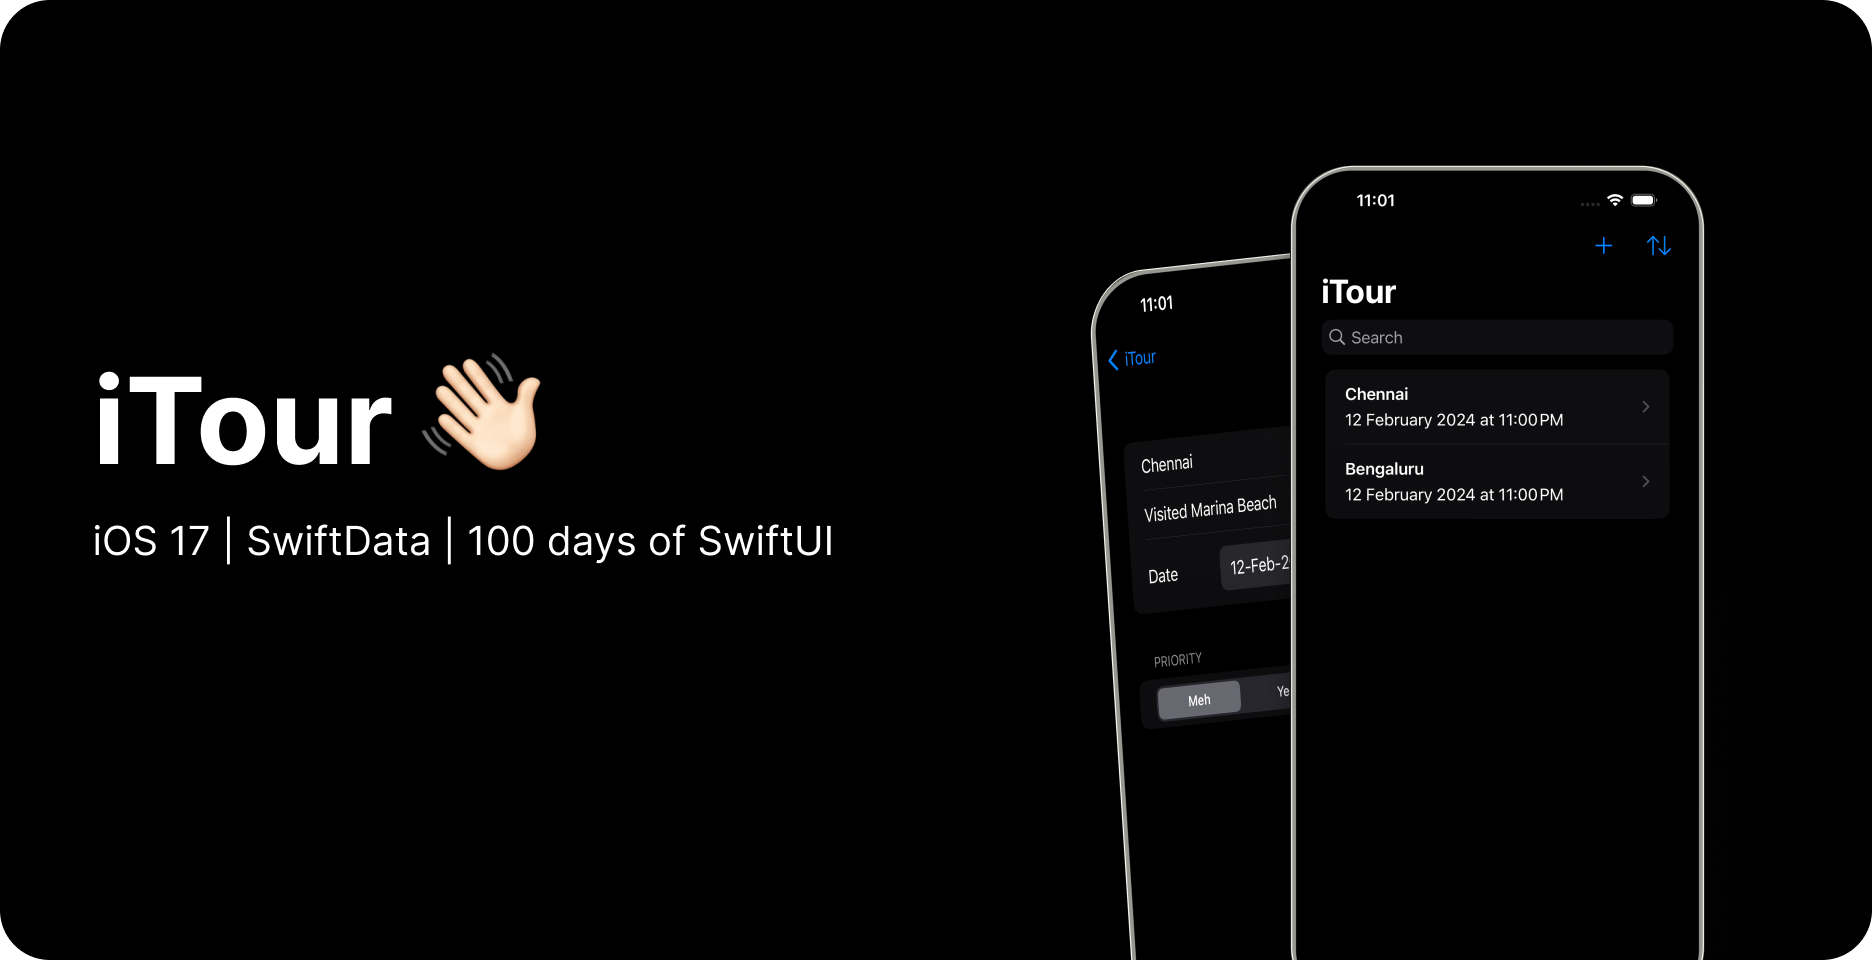 iTour 👋🏻
iOS 17 | SwiftData | 100 days of SwiftUI
11:01
iTour
Chennai
Visited Marina Beach
Date
12-Feb-2
PRIORITY
Meh
Ye
11:01
iTour
Search
Chennai
12 February 2024 at 11:00 PM
Bengaluru
12 February 2024 at 11:00 PM